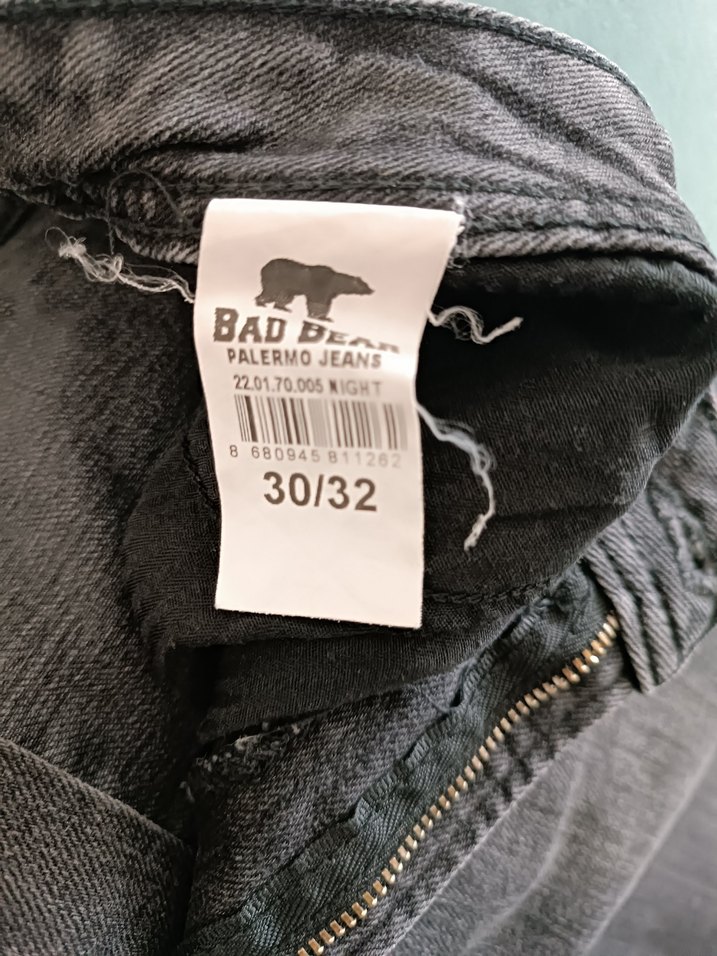 BAD BEAR
PALERMO JEANS
22.01.70.005 NIGHT
8 680945 811262
30/32